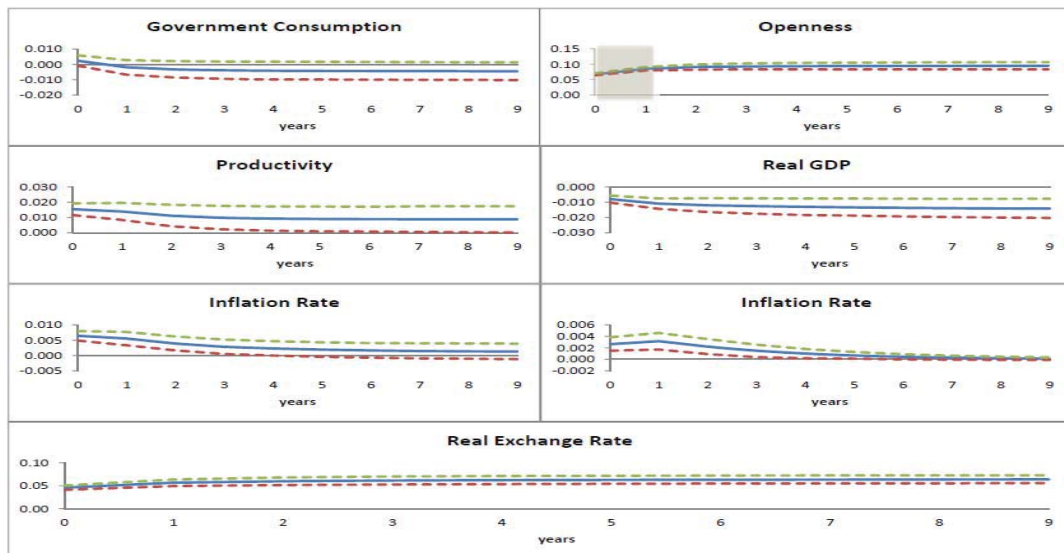 Government Consumption
0.010
0.000
-0.010
-0.020
0 1 2 3 4 5 6 7 8 9
years
Openness
0.15
0.10
0.05
0.00
0 1 2 3 4 5 6 7 8 9
years
Productivity
0.030
0.020
0.010
0.000
0 1 2 3 4 5 6 7 8 9
years
Real GDP
0.000
-0.010
-0.020
-0.030
0 1 2 3 4 5 6 7 8 9
years
Inflation Rate
0.010
0.005
0.000
-0.005
0 1 2 3 4 5 6 7 8 9
years
Inflation Rate
0.006
0.004
0.002
0.000
-0.002
0 1 2 3 4 5 6 7 8 9
years
Real Exchange Rate
0.10
0.05
0.00
0 1 2 3 4 5 6 7 8 9
years